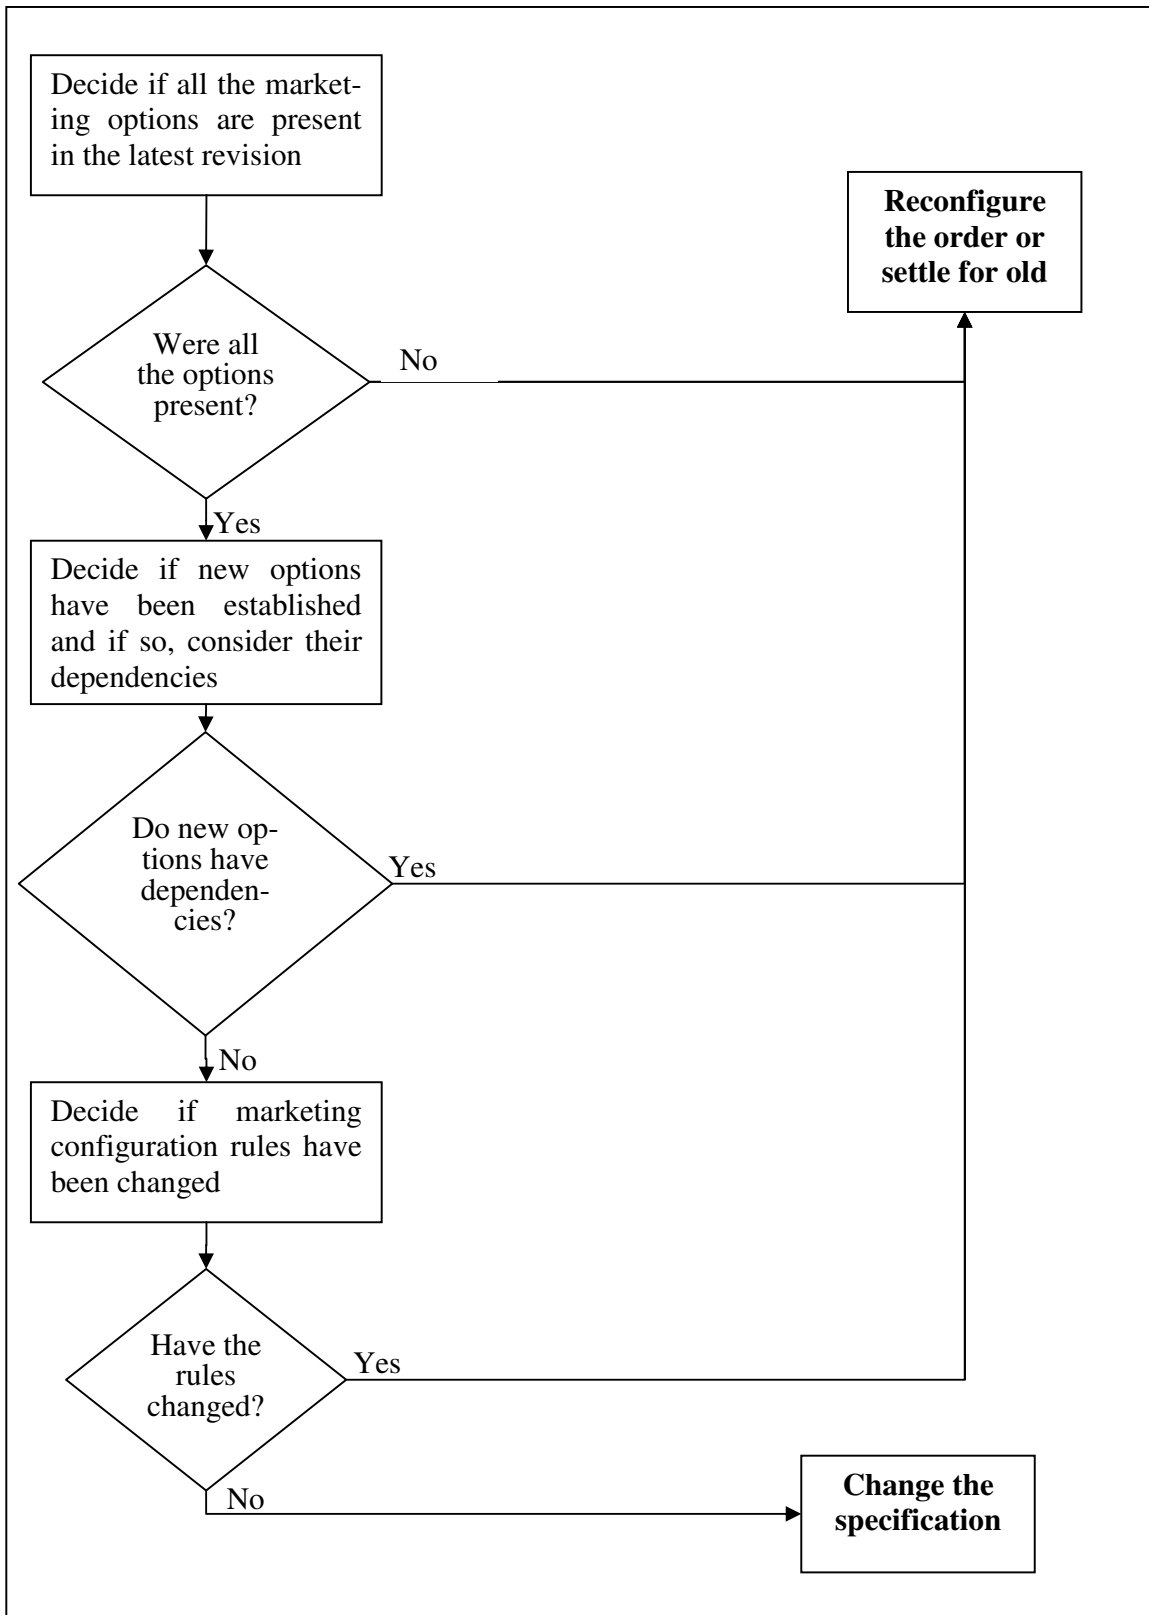 Decide if all the market-
ing options are present
in the latest revision
Reconfigure
the order or
settle for old
Were all
the options
present?
No
Yes
Decide if new options
have been established
and if so, consider their
dependencies
Do new op-
tions have
dependen-
cies?
Yes
No
Decide if marketing
configuration rules have
been changed
Have the
rules
changed?
Yes
No
Change the
specification